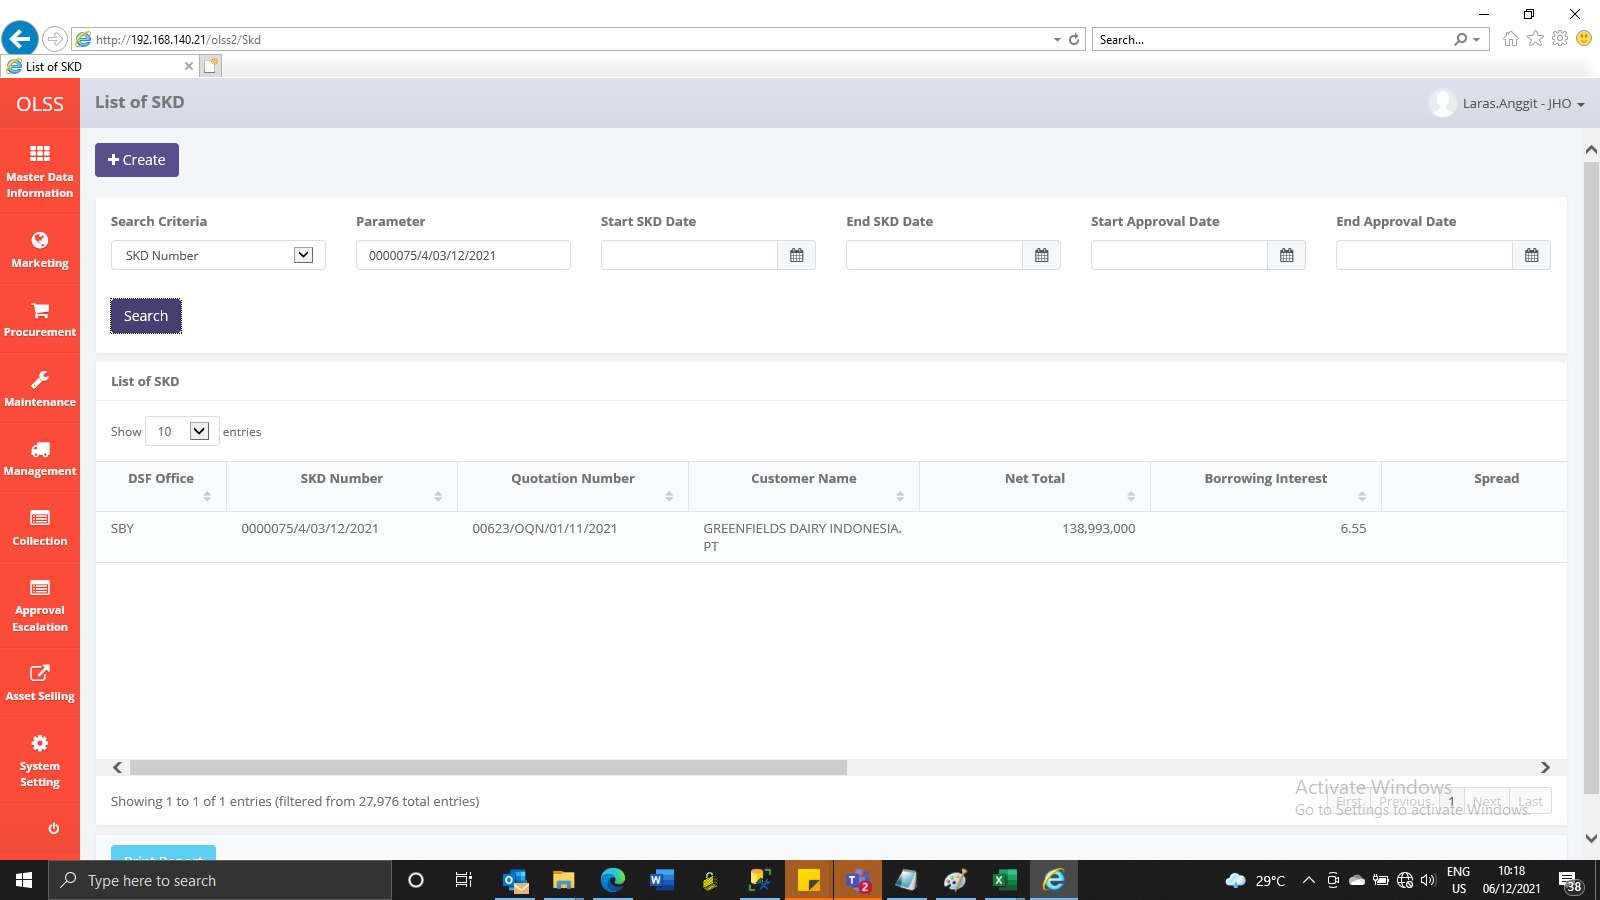 http://192.168.140.21/olss2/Skd
Search...
List of SKD
OLSS
List of SKD
Laras.Anggit - JHO
Create
Master Data
Information
Marketing
Procurement
Maintenance
Management
Collection
Approval
Escalation
Asset Selling
System
Setting
Search Criteria
Parameter
Start SKD Date
End SKD Date
Start Approval Date
End Approval Date
SKD Number
0000075/4/03/12/2021
Search
List of SKD
Show 10 entries
DSF Office
SKD Number
Quotation Number
Customer Name
Net Total
Borrowing Interest
Spread
SBY
0000075/4/03/12/2021
00623/OQN/01/11/2021
GREENFIELDS DAIRY INDONESIA.
PT
138,993,000
6.55
Showing 1 to 1 of 1 entries (filtered from 27,976 total entries)
First Previous 1 Next Last
Activate Windows
Go to Settings to activate Windows.
Print Report
Type here to search
2
29°C
ENG
US
10:18
06/12/2021
38